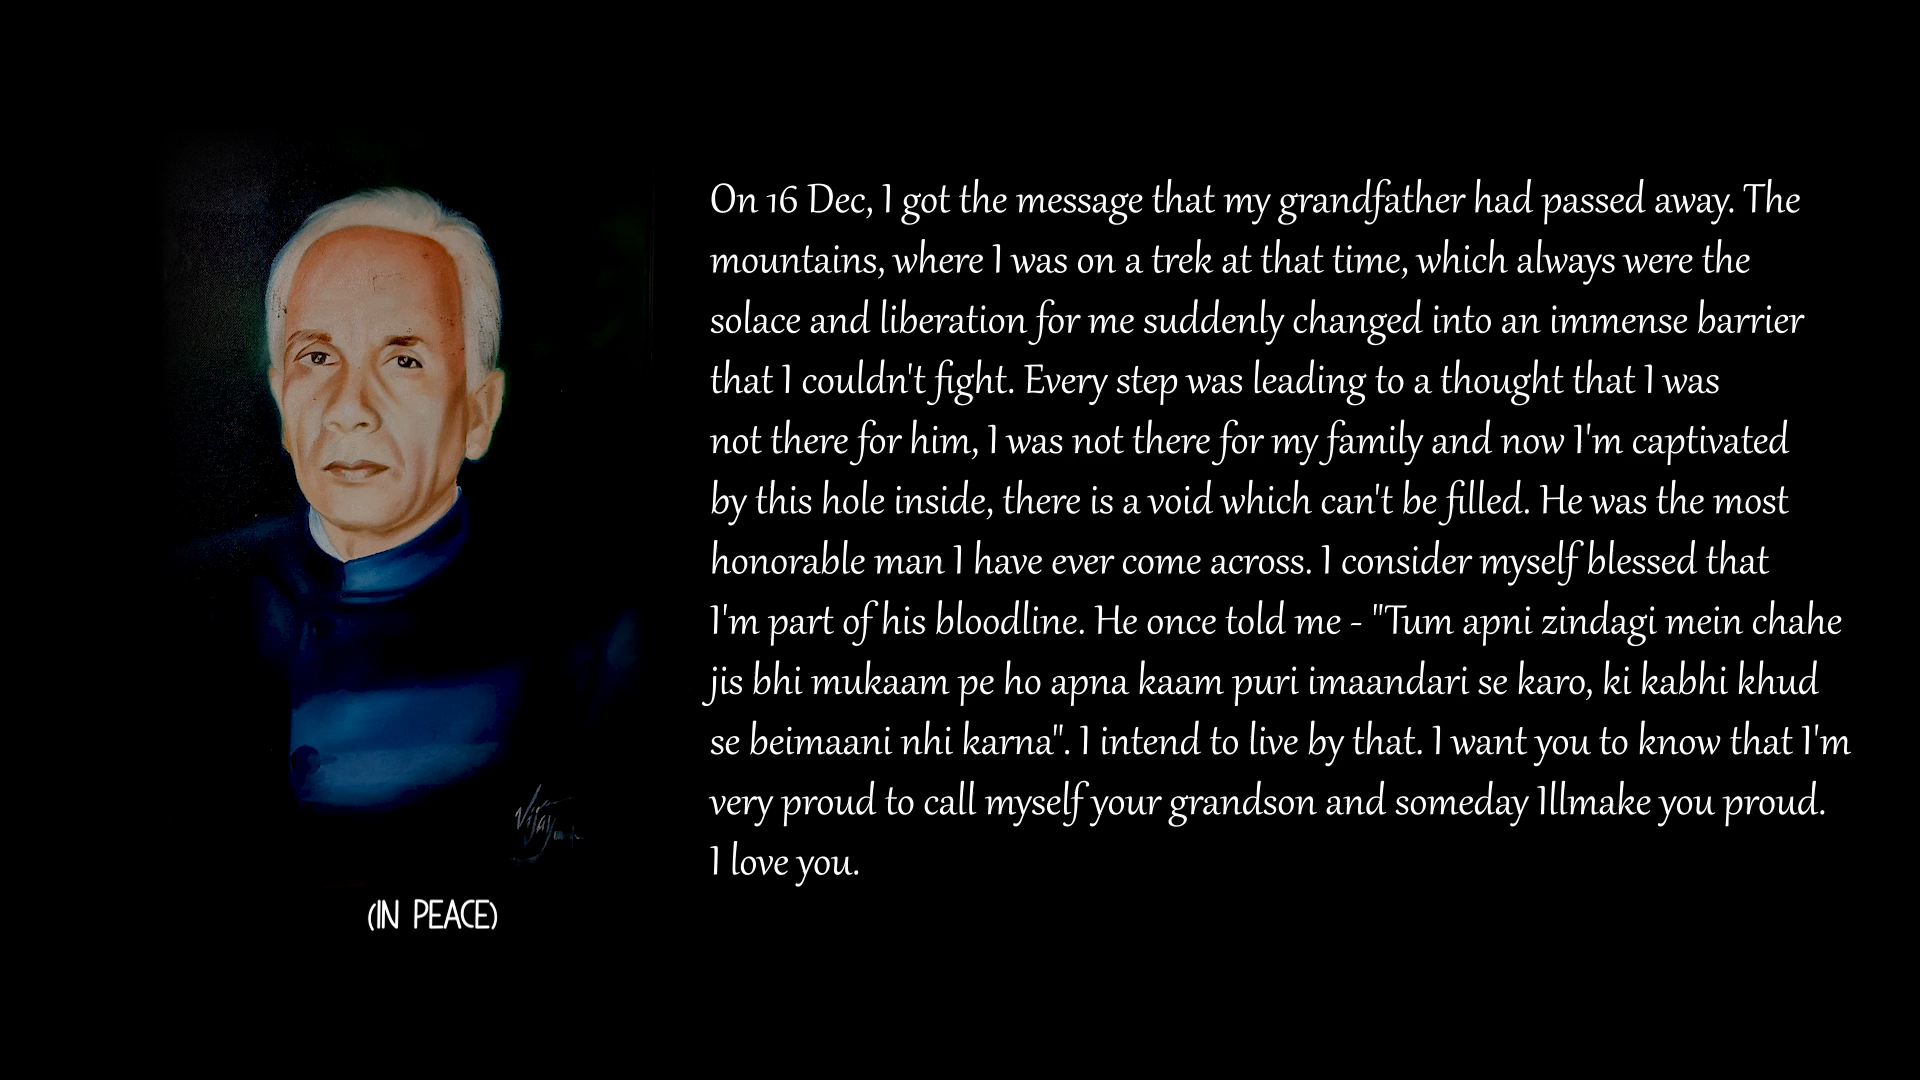 On 16 Dec, I got the message that my grandfather had passed away. The
mountains, where I was on a trek at that time, which always were the
solace and liberation for me suddenly changed into an immense barrier
that I couldn't fight. Every step was leading to a thought that I was
not there for him, I was not there for my family and now I'm captivated
by this hole inside, there is a void which can't be filled. He was the most
honorable man I have ever come across. I consider myself blessed that
I'm part of his bloodline. He once told me - "Tum apni zindagi mein chahe
jis bhi mukaam pe ho apna kaam puri imaandari se karo, ki kabhi khud
se beimaani nhi karna". I intend to live by that. I want you to know that I'm
very proud to call myself your grandson and someday Illmake you proud.
I love you.
Vijay
(IN PEACE)